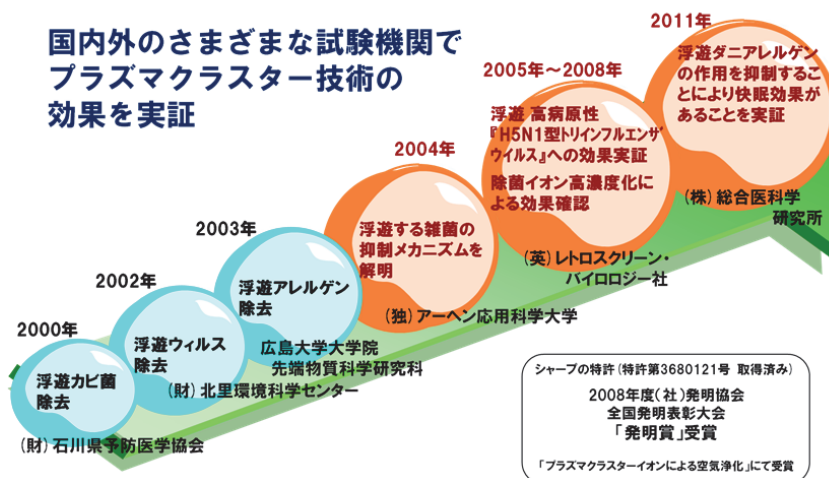 国内外のさまざまな試験機関で
プラズマクラスター技術の
効果を実証
2000年
浮遊カビ菌
除去
(財)石川県予防医学協会
2002年
浮遊ウィルス
除去
(財)北里環境科学センター
2003年
浮遊アレルゲン
除去
広島大学大学院
先端物質科学研究科
2004年
浮遊する雑菌の
抑制メカニズムを
解明
(独)アーヘン応用科学大学
2005年〜2008年
浮遊 高病原性
『H5N1型トリインフルエンザ
ウイルス』への効果実証
除菌イオン高濃度化に
よる効果確認
(英)レトロスクリーン・
バイロロジー社
2011年
浮遊ダニアレルゲン
の作用を抑制するこ
とにより快眠効果が
あることを実証
(株)総合医科学
研究所
シャープの特許(特許第3680121号 取得済み)
2008年度(社)発明協会
全国発明表彰大会
「発明賞」受賞
「プラズマクラスターイオンによる空気浄化」にて受賞